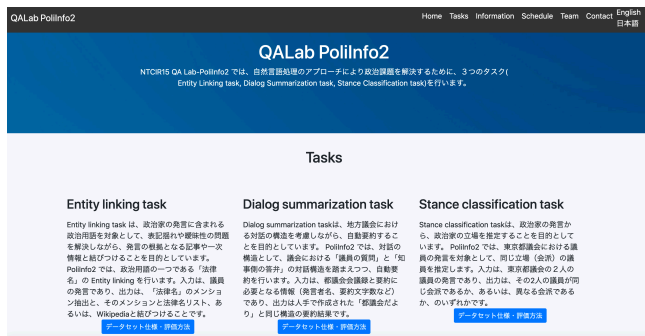 QALab PoliInfo2
Home Tasks Information Schedule Team Contact English
日本語
QALab PoliInfo2
NTCIR15 QA Lab-PoliInfo2 では、自然言語処理のアプローチにより政治課題を解決するために、３つのタスク(
Entity Linking task, Dialog Summarization task, Stance Classification task)を行います。
Tasks
Entity linking task
Entity linking task は、政治家の発言に含まれる
政治用語を対象として、表記揺れや曖昧性の問題
を解決しながら、発言の根拠となる記事や一次
情報と結びつけることを目的としています。
PoliInfo2 では、政治用語の一つである「法律
名」の Entity linking を行います。入力は、議員
の発言であり、出力は、「法律名」のメンショ
ン抽出と、そのメンションと法律名リスト、あ
るいは、Wikipediaと結びつけることです。
データセット仕様・評価方法
Dialog summarization task
Dialog summarization taskは、地方議会におけ
る対話の構造を考慮しながら、自動要約するこ
とを目的としています。 PoliInfo2 では、対話の
構造として、議会における「議員の質問」と「知
事側の答弁」の対話構造を踏まえつつ、自動要
約を行います。入力は、都議会会議録と要約に
必要となる情報（発言者名、要約文字数など）
であり、出力は人手で作成された「都議会だよ
り」と同じ構造の要約結果です。
データセット仕様・評価方法
Stance classification task
Stance classification taskは、政治家の発言か
ら、政治家の立場を推定することを目的として
います。 PoliInfo2 では、東京都議会における議
員の発言を対象として、同じ立場（会派）の議
員を推定します。入力は、東京都議会の２人の
議員の発言であり、出力は、その2人の議員が同
じ会派であるか、あるいは、異なる会派である
か、のいずれかです。
データセット仕様・評価方法